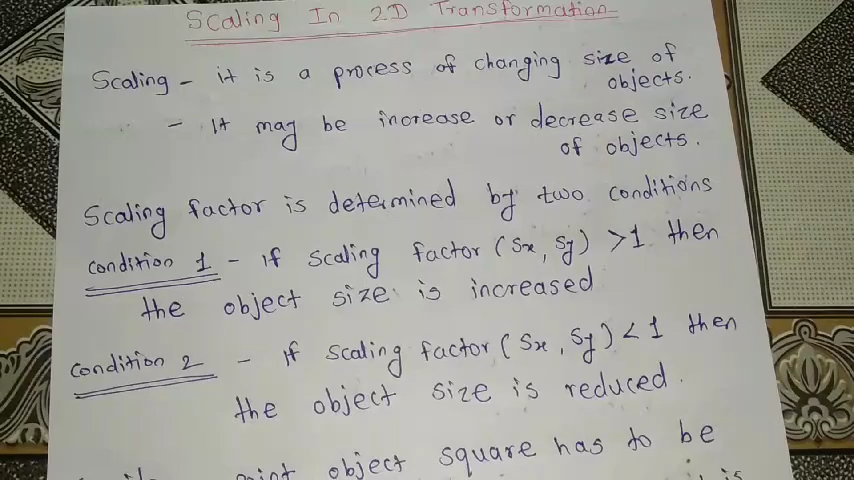 Scaling In 2D Transformation
Scaling - it is a process of changing size of
objects.
- It may be increase or decrease size
of objects.
Scaling factor is determined by two conditions
condition 1 - if scaling factor (Sx, Sy) >1 then
the object size is increased
condition 2 - if scaling factor (Sx, Sy) < 1 then
the object size is reduced.
point object square has to be
is